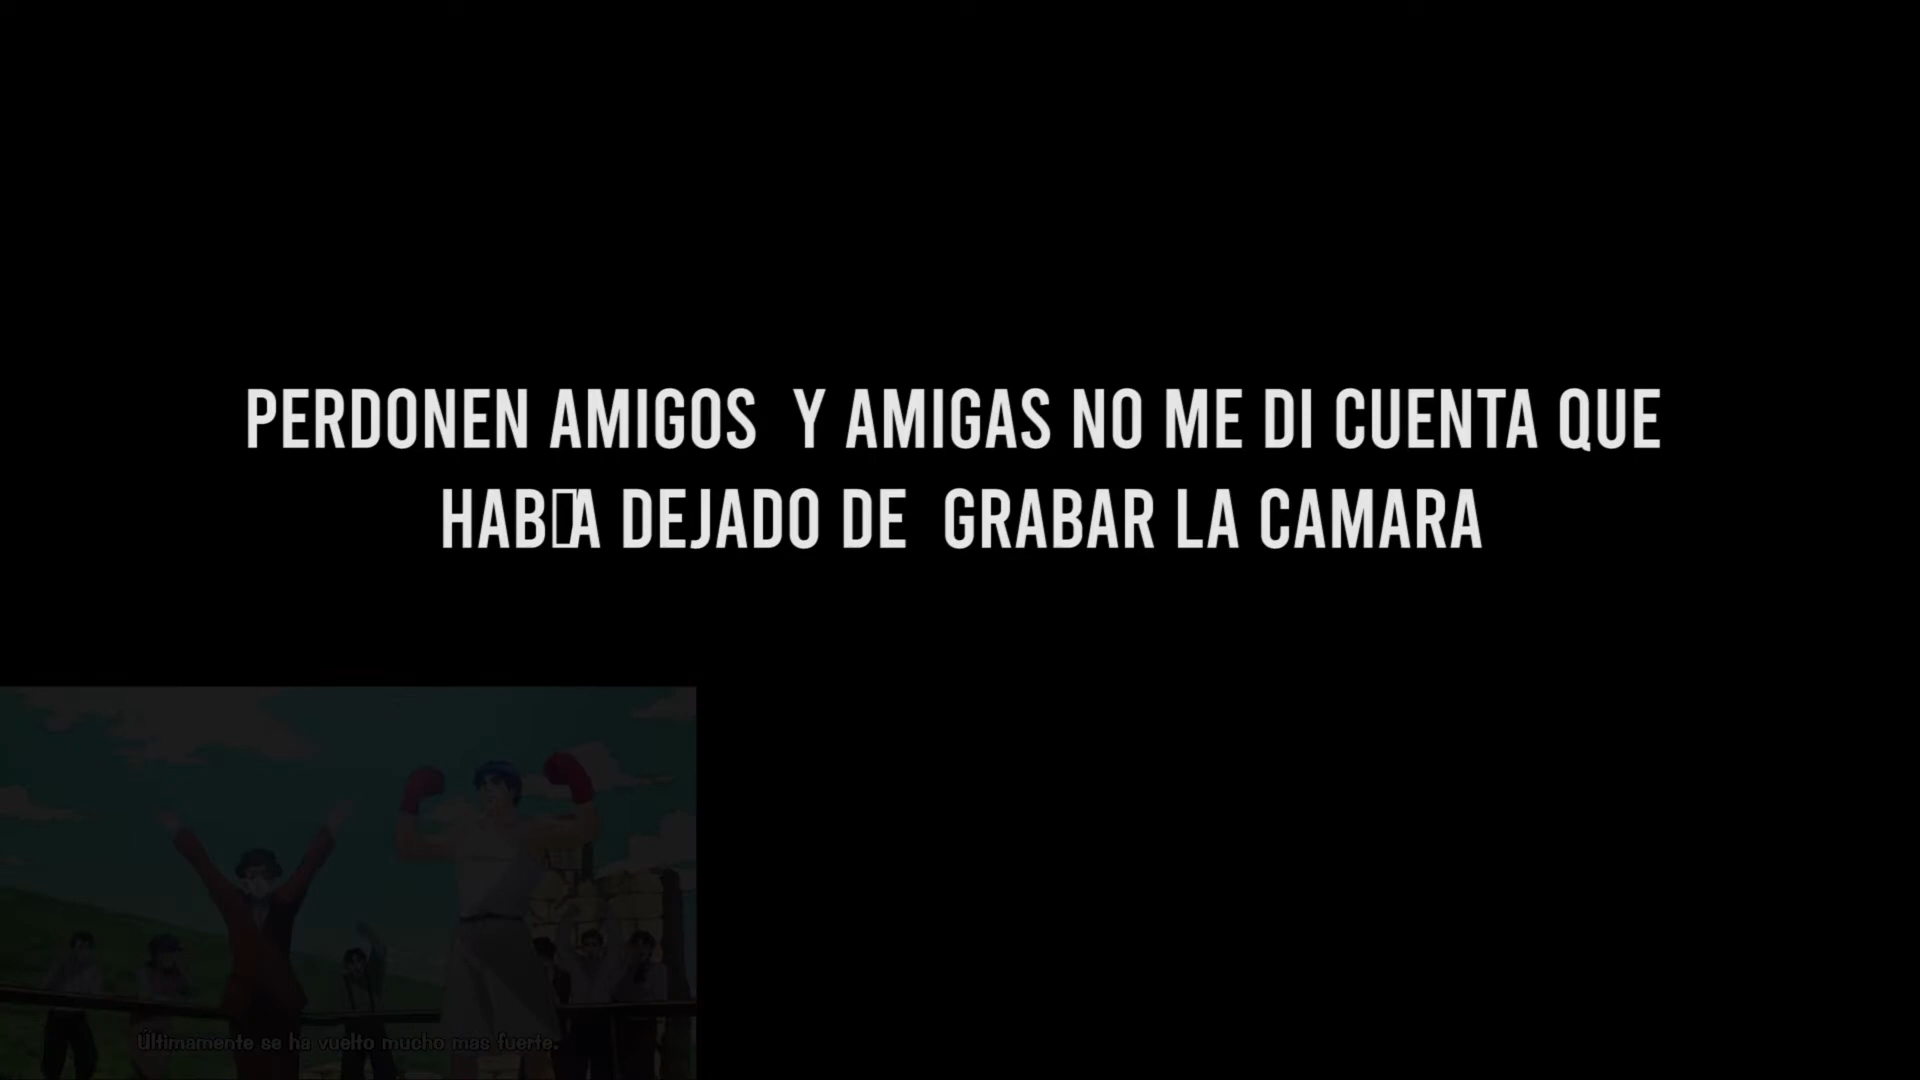 PERDONEN AMIGOS  Y AMIGAS NO ME DI CUENTA QUE
HAB▯A DEJADO DE  GRABAR LA CAMARA
Últimamente se ha vuelto mucho mas fuerte.